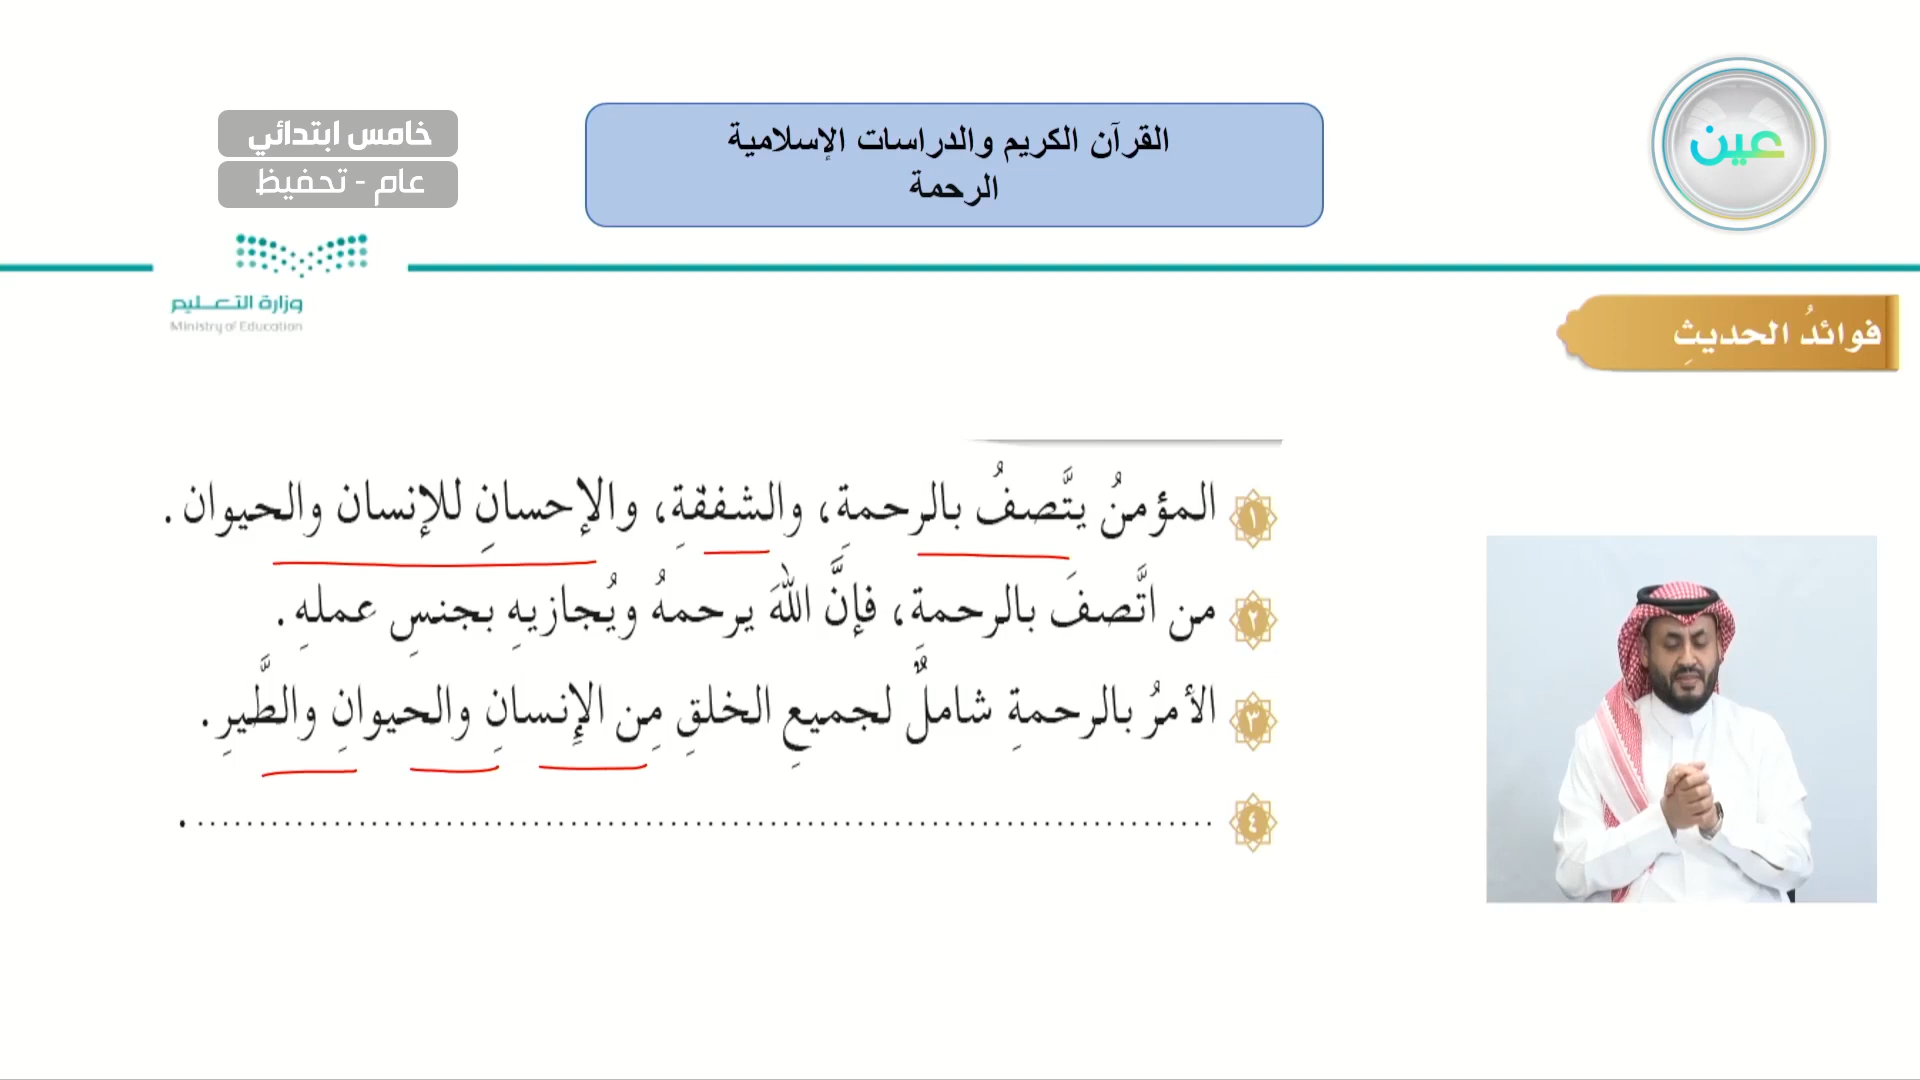 خامس ابتدائي
عام - تحفيظ
القرآن الكريم والدراسات الإسلامية
الرحمة
عين
وزارة التعليم
Ministry of Education
فوائدُ الحديثِ
١ المؤمنُ يتَّصفُ بالرحمةِ، والشفقةِ، والإحسانِ للإنسان والحيوان.
٢ من اتَّصفَ بالرحمةِ، فإنَّ اللهَ يرحمهُ ويُجازيهِ بجنسِ عملهِ.
٣ الأمرُ بالرحمةِ شاملٌ لجميعِ الخلقِ مِن الإِنسانِ والحيوانِ والطَّيرِ.
٤ ........................................................................